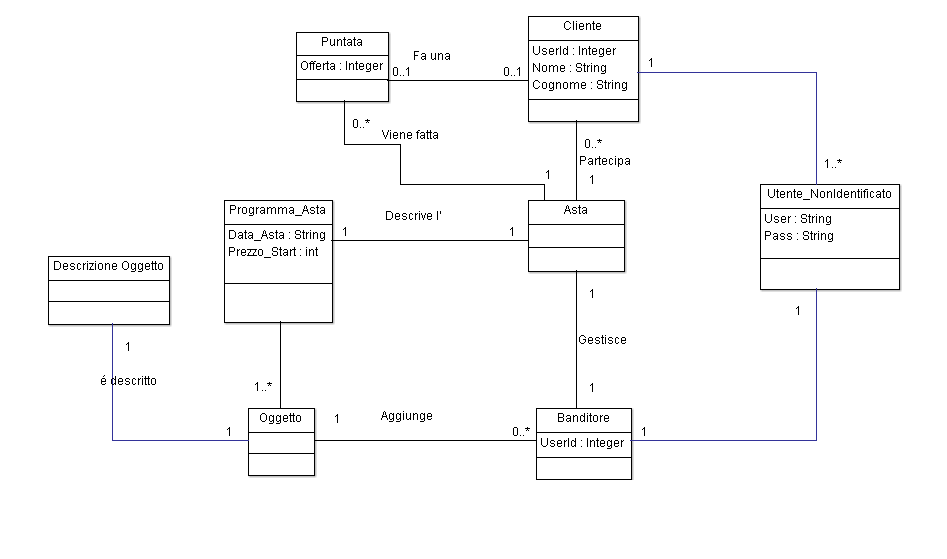 Cliente
UserId : Integer
Nome : String
Cognome : String
Puntata
Offerta : Integer
Fa una
0..1
0..1
1
0..*
Viene fatta
1
0..*
Partecipa
1
1..*
Utente_NonIdentificato
User : String
Pass : String
1
Programma_Asta
Data_Asta : String
Prezzo_Start : int
Descrive l'
1
1
Asta
Descrizione Oggetto
1
é descritto
1
1
Gestisce
1
1..*
Oggetto
1
Aggiunge
0..*
Banditore
UserId : Integer
1